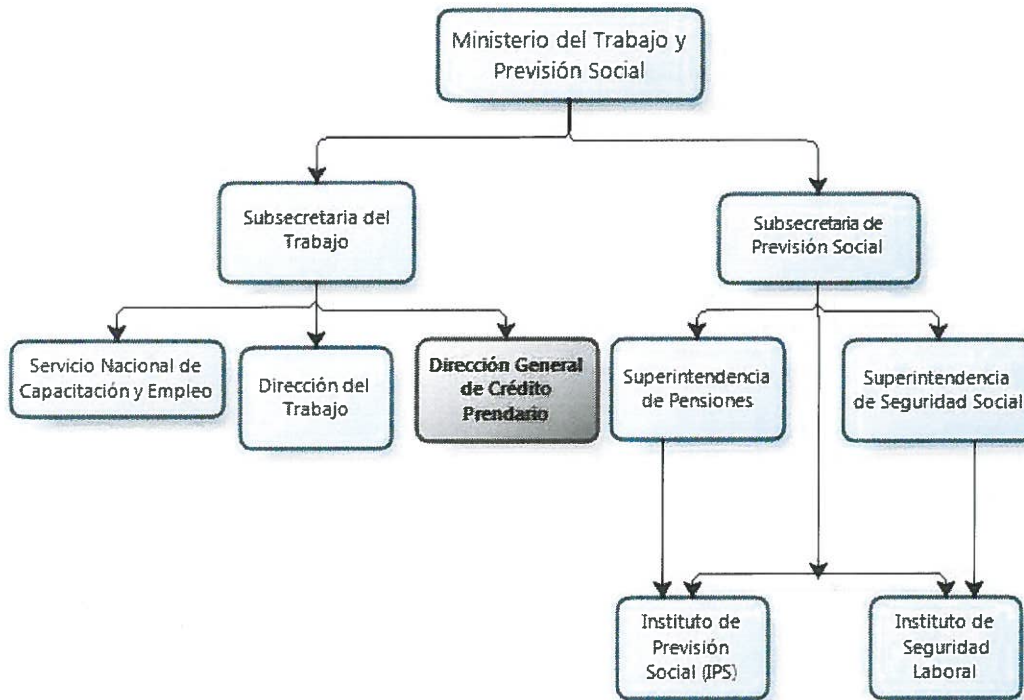 Ministerio del Trabajo y
Previsión Social
Subsecretaria del
Trabajo
Subsecretaria de
Previsión Social
Servicio Nacional de
Capacitación y Empleo
Dirección del
Trabajo
Dirección General
de Crédito
Prendario
Superintendencia
de Pensiones
Superintendencia
de Seguridad Social
Instituto de
Previsión
Social (IPS)
Instituto de
Seguridad
Laboral